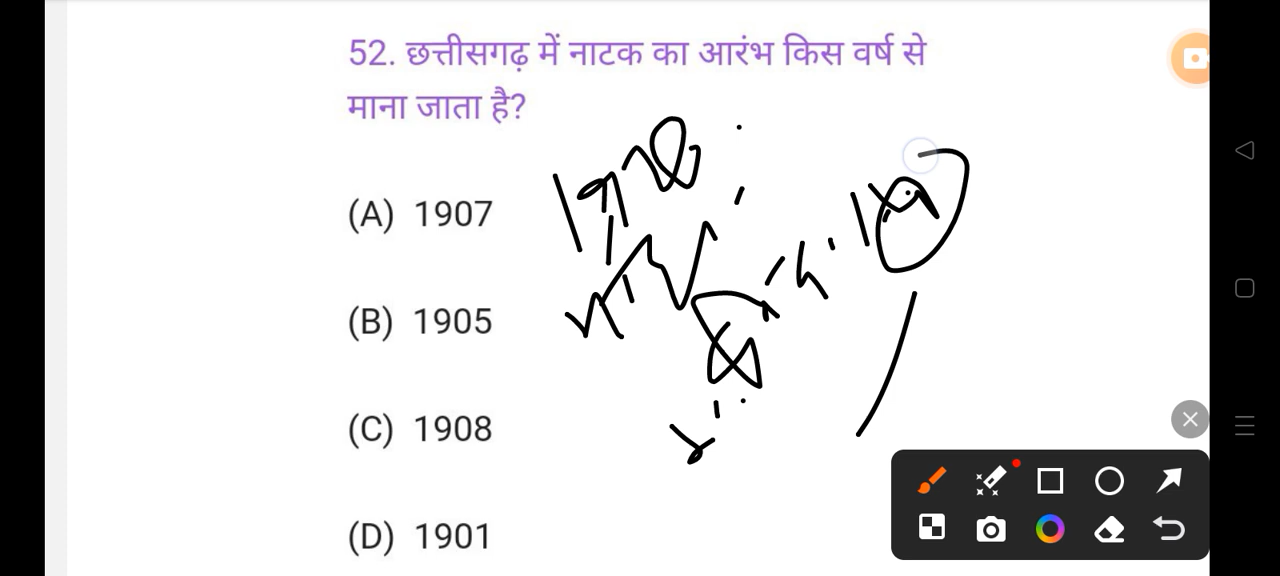 52. छत्तीसगढ़ में नाटक का आरंभ किस वर्ष से
माना जाता है?
(A) 1907
(B) 1905
(C) 1908
(D) 1901